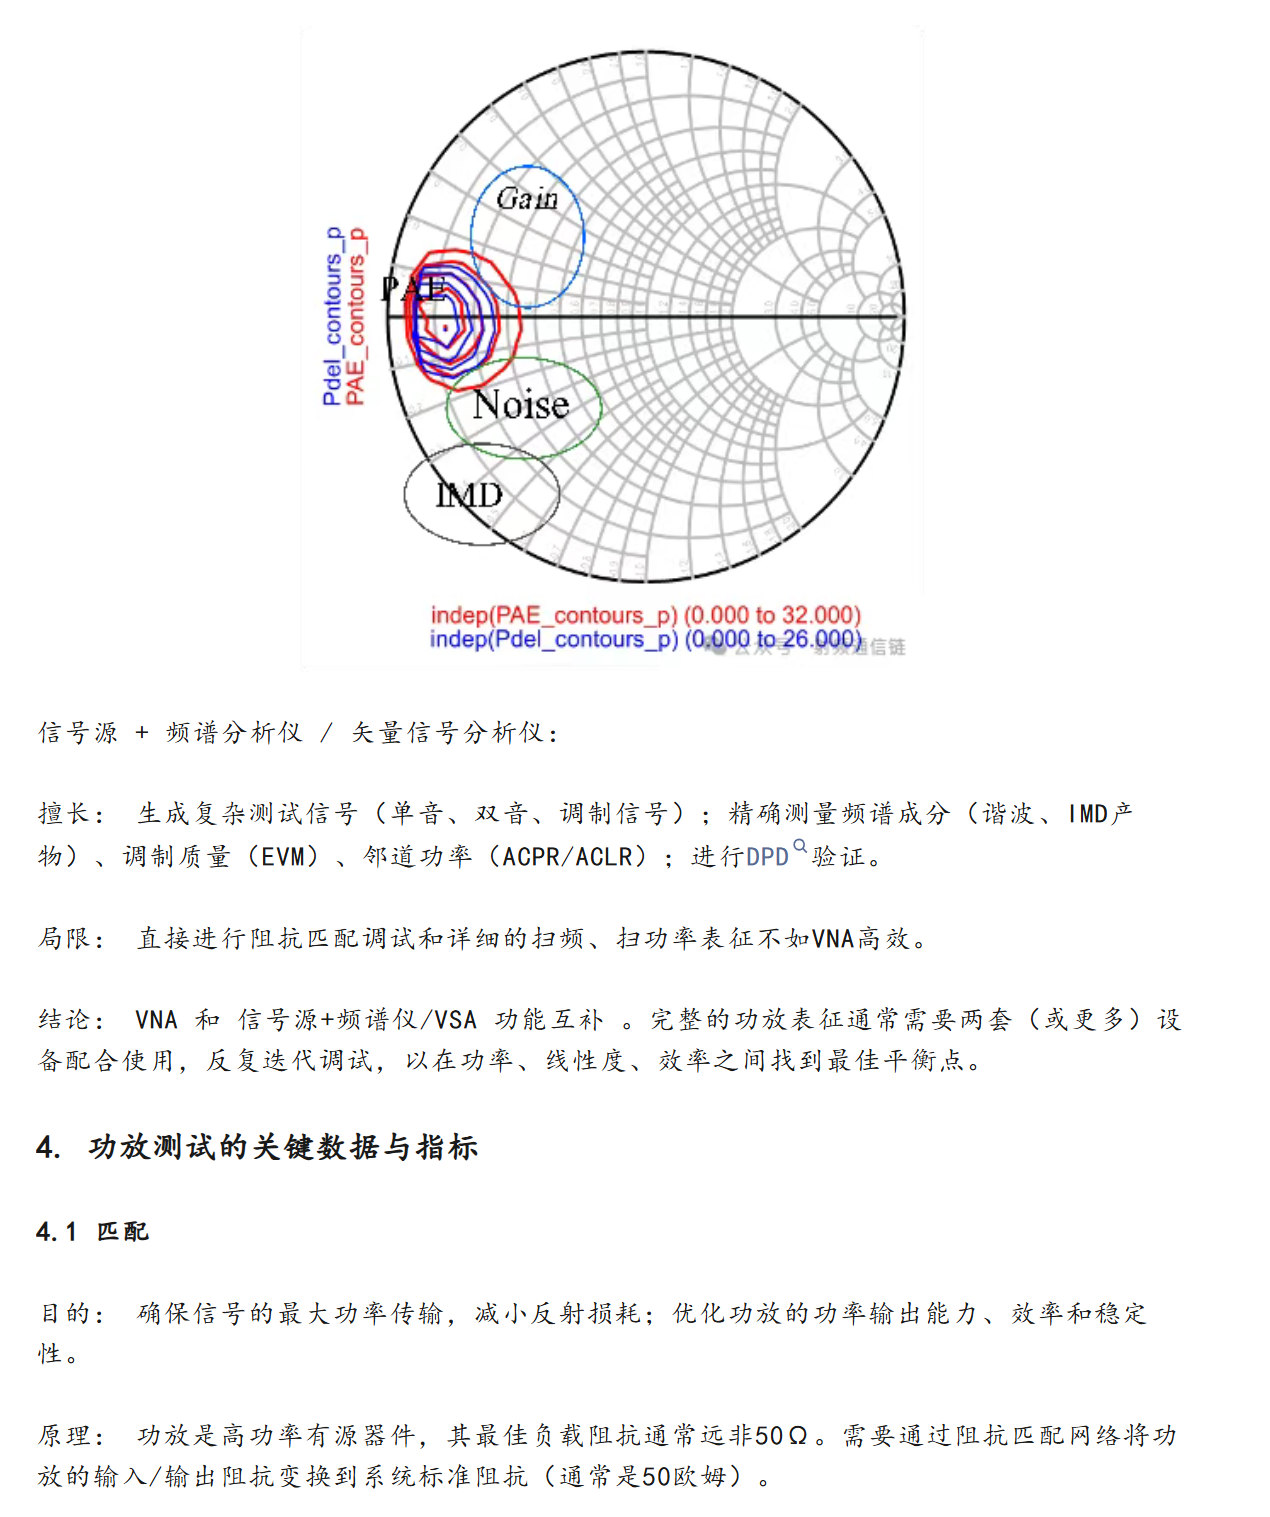 Gain
PAE
Noise
IMD
Pdel_contours_p
PAE_contours_p
indep(PAE_contours_p) (0.000 to 32.000)
indep(Pdel_contours_p) (0.000 to 26.000)
公众号 · 射频通信链
信号源 + 频谱分析仪 / 矢量信号分析仪：
擅长： 生成复杂测试信号（单音、双音、调制信号）；精确测量频谱成分（谐波、IMD产
物）、调制质量（EVM）、邻道功率（ACPR/ACLR）；进行DPD验证。
局限： 直接进行阻抗匹配调试和详细的扫频、扫功率表征不如VNA高效。
结论： VNA 和 信号源+频谱仪/VSA 功能互补 。完整的功放表征通常需要两套（或更多）设
备配合使用，反复迭代调试，以在功率、线性度、效率之间找到最佳平衡点。
4. 功放测试的关键数据与指标
4.1 匹配
目的： 确保信号的最大功率传输，减小反射损耗；优化功放的功率输出能力、效率和稳定
性。
原理： 功放是高功率有源器件，其最佳负载阻抗通常远非50Ω。需要通过阻抗匹配网络将功
放的输入/输出阻抗变换到系统标准阻抗（通常是50欧姆）。